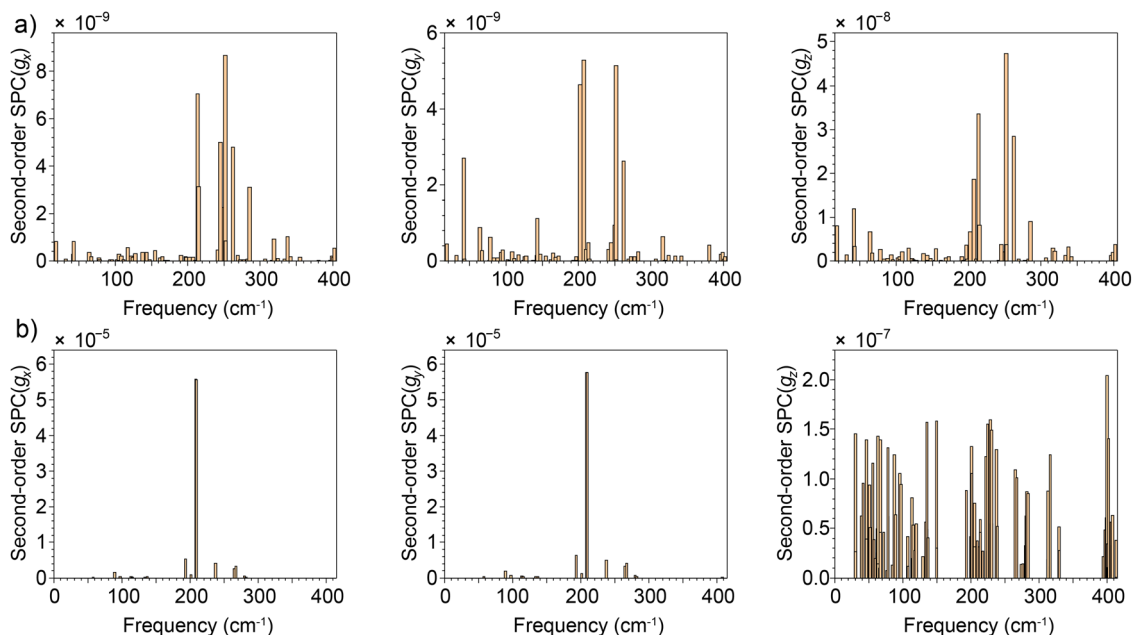 a)
× 10⁻⁹
Second-order SPC(gₓ)
8
6
4
2
0
0 100 200 300 400
Frequency (cm⁻¹)
× 10⁻⁹
Second-order SPC(gᵧ)
6
4
2
0
0 100 200 300 400
Frequency (cm⁻¹)
× 10⁻⁸
Second-order SPC(g_z)
5
4
3
2
1
0
0 100 200 300 400
Frequency (cm⁻¹)
b)
× 10⁻⁵
Second-order SPC(gₓ)
6
5
4
3
2
1
0
0 100 200 300 400
Frequency (cm⁻¹)
× 10⁻⁵
Second-order SPC(gᵧ)
6
5
4
3
2
1
0
0 100 200 300 400
Frequency (cm⁻¹)
× 10⁻⁷
Second-order SPC(g_z)
2.0
1.5
1.0
0.5
0
0 100 200 300 400
Frequency (cm⁻¹)